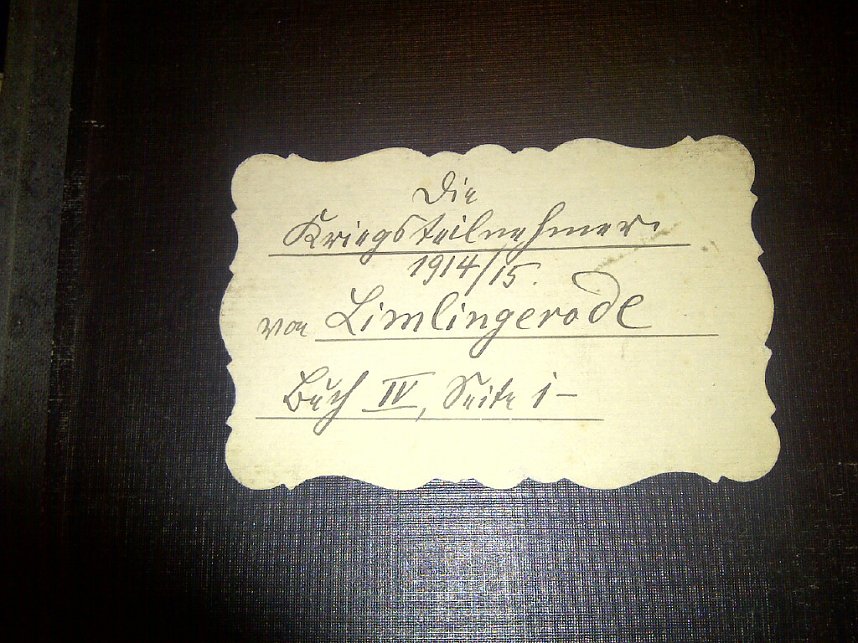 Die
Kriegsteilnehmer
1914/15.
von Limlingerode
Buch IV, Seite 1-